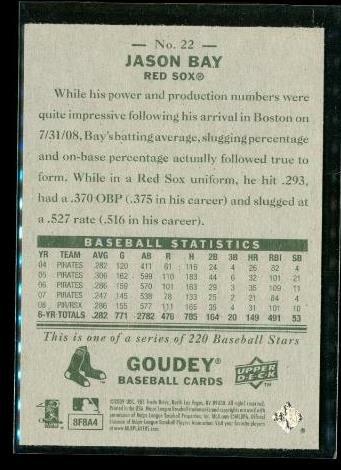 — No. 22 —
JASON BAY
RED SOX®
While his power and production numbers were
quite impressive following his arrival in Boston on
7/31/08, Bay's batting average, slugging percentage
and on-base percentage actually followed true to
form. While in a Red Sox uniform, he hit .293,
had a .370 OBP (.375 in his career) and slugged at
a .527 rate (.516 in his career).
BASEBALL STATISTICS
YR TEAM AVG G AB R H 2B 3B HR RBI SB
04 PIRATES .282 120 411 61 116 24 4 26 82 4
05 PIRATES .306 162 599 110 183 44 6 32 101 21
06 PIRATES .286 159 570 101 163 29 3 35 109 11
07 PIRATES .247 145 538 78 133 25 2 21 84 4
08 PIR/RSX .286 155 577 111 165 35 4 31 101 10
6-YR TOTALS .282 771 2782 476 785 164 20 149 491 53
This is one of a series of 220 Baseball Stars
GOUDEY®
BASEBALL CARDS
UPPER DECK
8F8A4